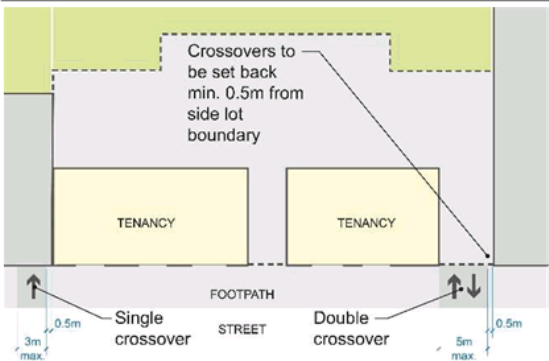 Crossovers to
be set back
min. 0.5m from
side lot
boundary
TENANCY
TENANCY
FOOTPATH
STREET
Single
crossover
Double
crossover
0.5m
3m
max.
5m
max.
0.5m